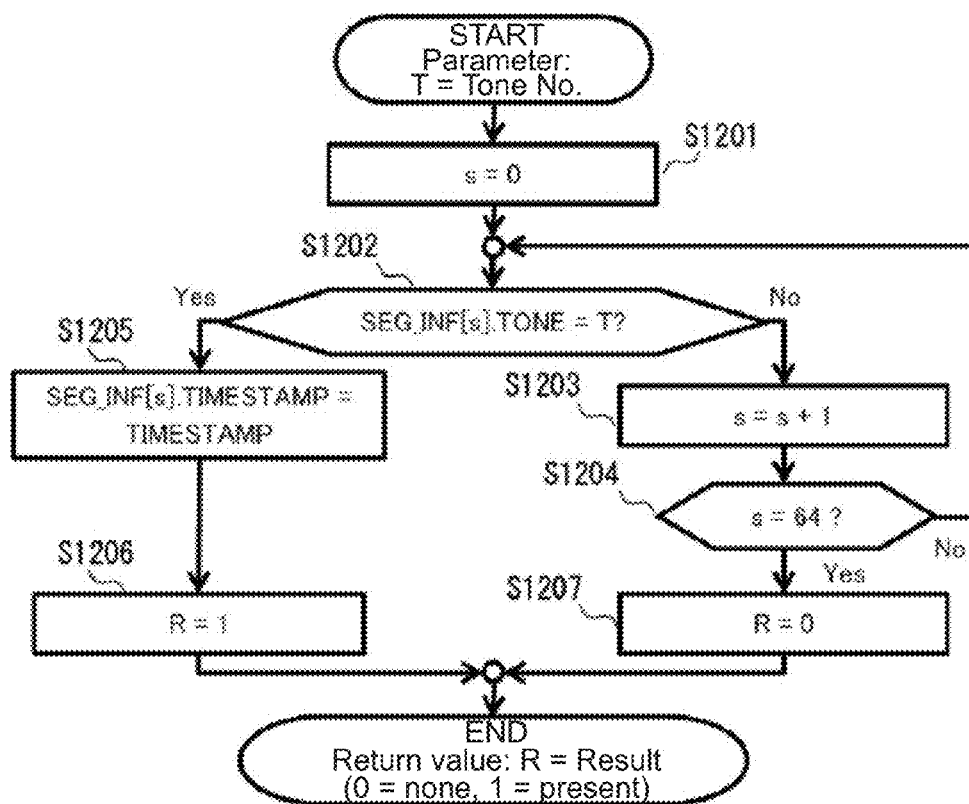 START
Parameter:
T = Tone No.
S1201
s = 0
S1202
Yes
No
SEG_INF[s].TONE = T?
S1205
SEG_INF[s].TIMESTAMP =
TIMESTAMP
S1203
s = s + 1
S1204
s = 64 ?
No
Yes
S1206
R = 1
S1207
R = 0
END
Return value: R = Result
(0 = none, 1 = present)